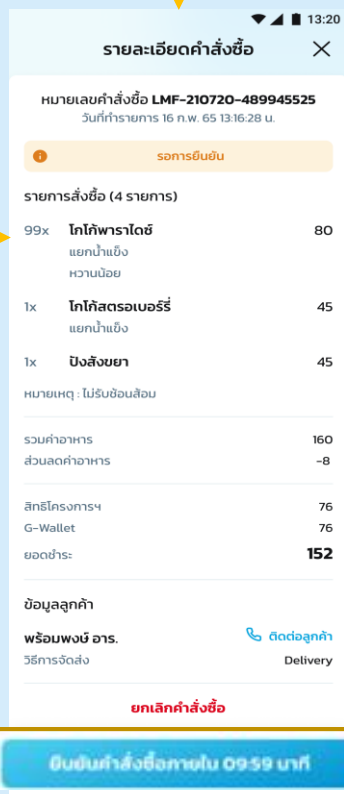 13:20
รายละเอียดคำสั่งซื้อ
หมายเลขคำสั่งซื้อ LMF-210720-489945525
วันที่ทำรายการ 16 ก.พ. 65 13:16:28 น.
รอการยืนยัน
รายการสั่งซื้อ (4 รายการ)
99x โกโก้พาราไดซ์ 80
แยกน้ำแข็ง
หวานน้อย
1x โกโก้สตรอเบอร์รี่ 45
แยกน้ำแข็ง
1x ปังสังขยา 45
หมายเหตุ : ไม่รับช้อนส้อม
รวมค่าอาหาร 160
ส่วนลดค่าอาหาร -8
สิทธิโครงการฯ 76
G-Wallet 76
ยอดชำระ 152
ข้อมูลลูกค้า
พร้อมพงษ์ อาร. ติดต่อลูกค้า
วิธีการจัดส่ง Delivery
ยกเลิกคำสั่งซื้อ
ยืนยันคำสั่งซื้อภายใน 09:59 นาที